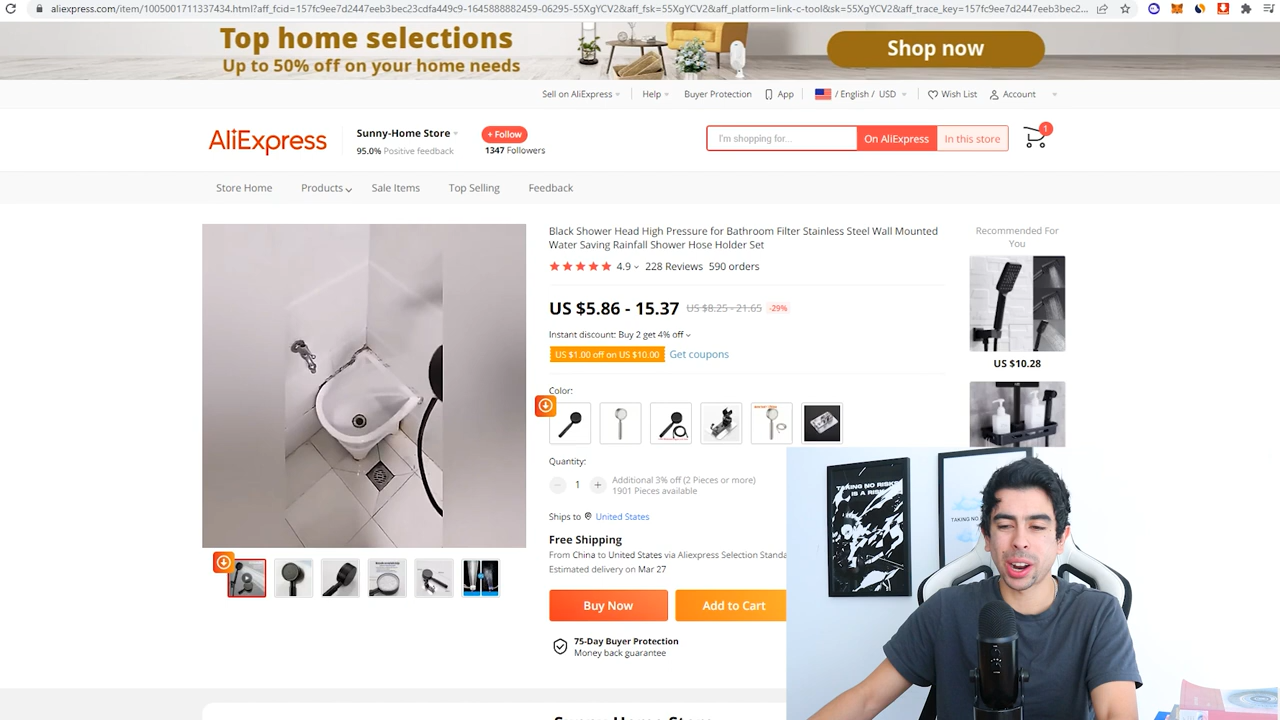 aliexpress.com/item/1005001711337434.html?aff_fcid=157fc9ee7d2447eeb3bec23cdfa449c9-1645888882459-06295-55XgYCV2&aff_fsk=55XgYCV2&aff_platform=link-c-tool&sk=55XgYCV2&aff_trace_key=157fc9ee7d2447eeb3bec2...
Top home selections
Up to 50% off on your home needs
Shop now
Sell on AliExpress
Help
Buyer Protection
App
/ English / USD
Wish List
Account
AliExpress
Sunny-Home Store
95.0% Positive feedback
+ Follow
1347 Followers
I'm shopping for...
On AliExpress
In this store
1
Store Home
Products
Sale Items
Top Selling
Feedback
Black Shower Head High Pressure for Bathroom Filter Stainless Steel Wall Mounted
Water Saving Rainfall Shower Hose Holder Set
4.9
228 Reviews
590 orders
US $5.86 - 15.37
US $8.25 - 21.65
-29%
Instant discount: Buy 2 get 4% off
US $1.00 off on US $10.00
Get coupons
Color:
Quantity:
1
Additional 3% off (2 Pieces or more)
1901 Pieces available
Ships to
United States
Free Shipping
From China to United States via Aliexpress Selection Standa
Estimated delivery on Mar 27
Buy Now
Add to Cart
75-Day Buyer Protection
Money back guarantee
Recommended For
You
US $10.28
TAKING NO RISKS
IS A RISK
TAKING NO
IS A